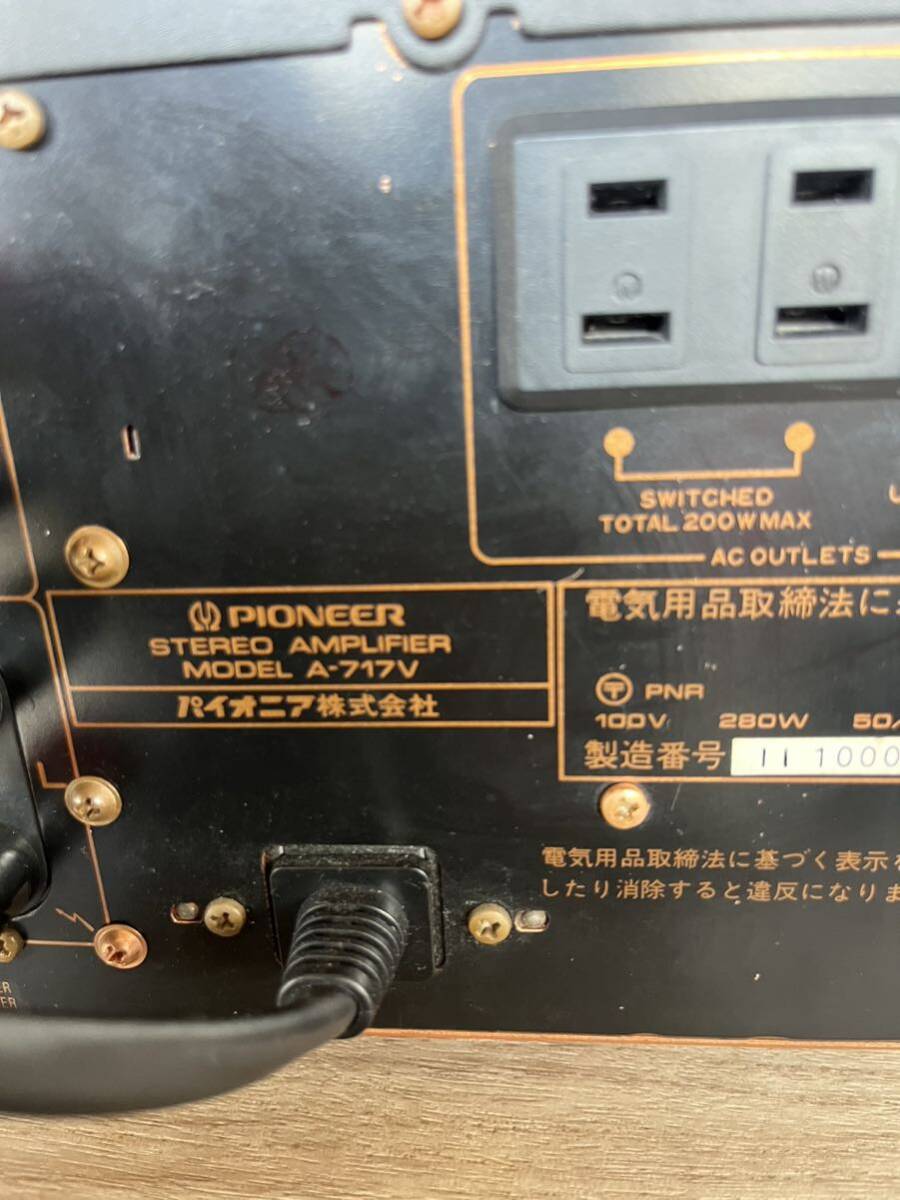 SWITCHED
TOTAL 200W MAX
AC OUTLETS
PIONEER
STEREO AMPLIFIER
MODEL A-717V
パイオニア株式会社
電気用品取締法に
〒 PNR
100V 280W 50/
製造番号 II 1000
電気用品取締法に基づく表示を
したり消除すると違反になりま